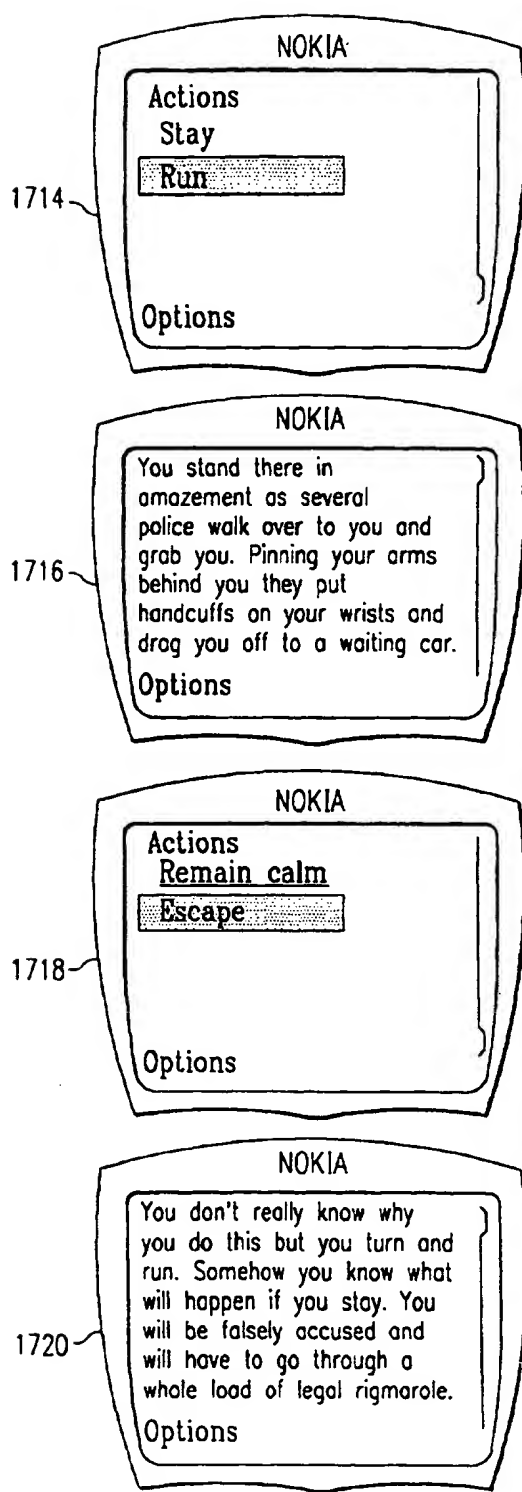 NOKIA
Actions
Stay
Run
1714
Options
NOKIA
You stand there in
amazement as several
police walk over to you and
grab you. Pinning your arms
1716
behind you they put
handcuffs on your wrists and
drag you off to a waiting car.
Options
NOKIA
Actions
Remain calm
Escape
1718
Options
NOKIA
You don't really know why
you do this but you turn and
run. Somehow you know what
will happen if you stay. You
will be falsely accused and
1720
will have to go through a
whole load of legal rigmarole.
Options